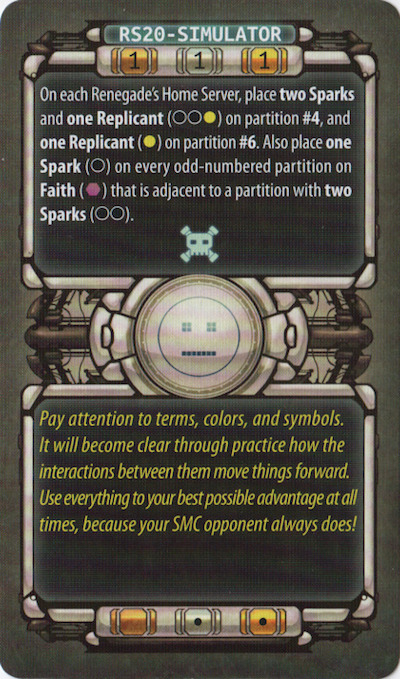 RS20-SIMULATOR
1 1 1
On each Renegade's Home Server, place two Sparks
and one Replicant (○○●) on partition #4, and
one Replicant (●) on partition #6. Also place one
Spark (○) on every odd-numbered partition on
Faith (⬢) that is adjacent to a partition with two
Sparks (○○).
Pay attention to terms, colors, and symbols.
It will become clear through practice how the
interactions between them move things forward.
Use everything to your best possible advantage at all
times, because your SMC opponent always does!